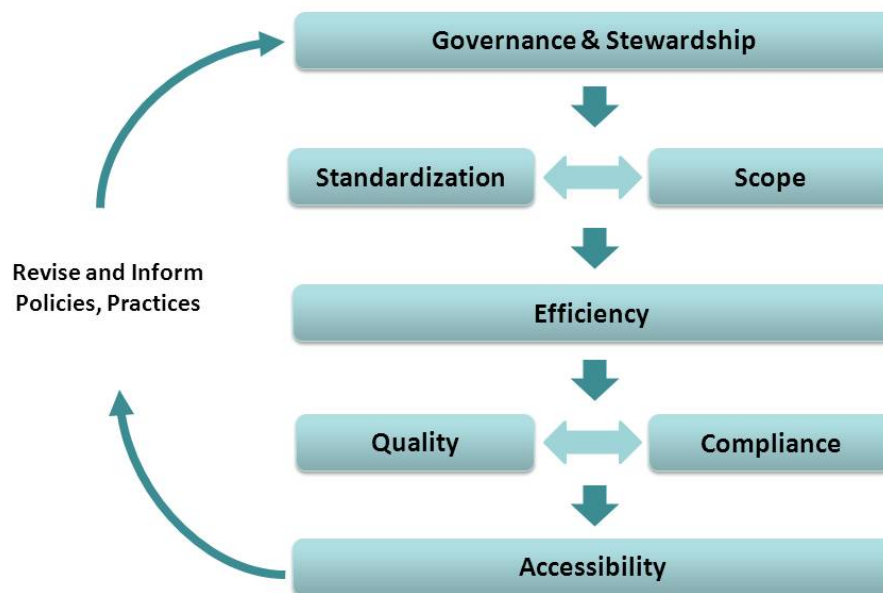 Governance & Stewardship
Standardization
Scope
Revise and Inform
Policies, Practices
Efficiency
Quality
Compliance
Accessibility